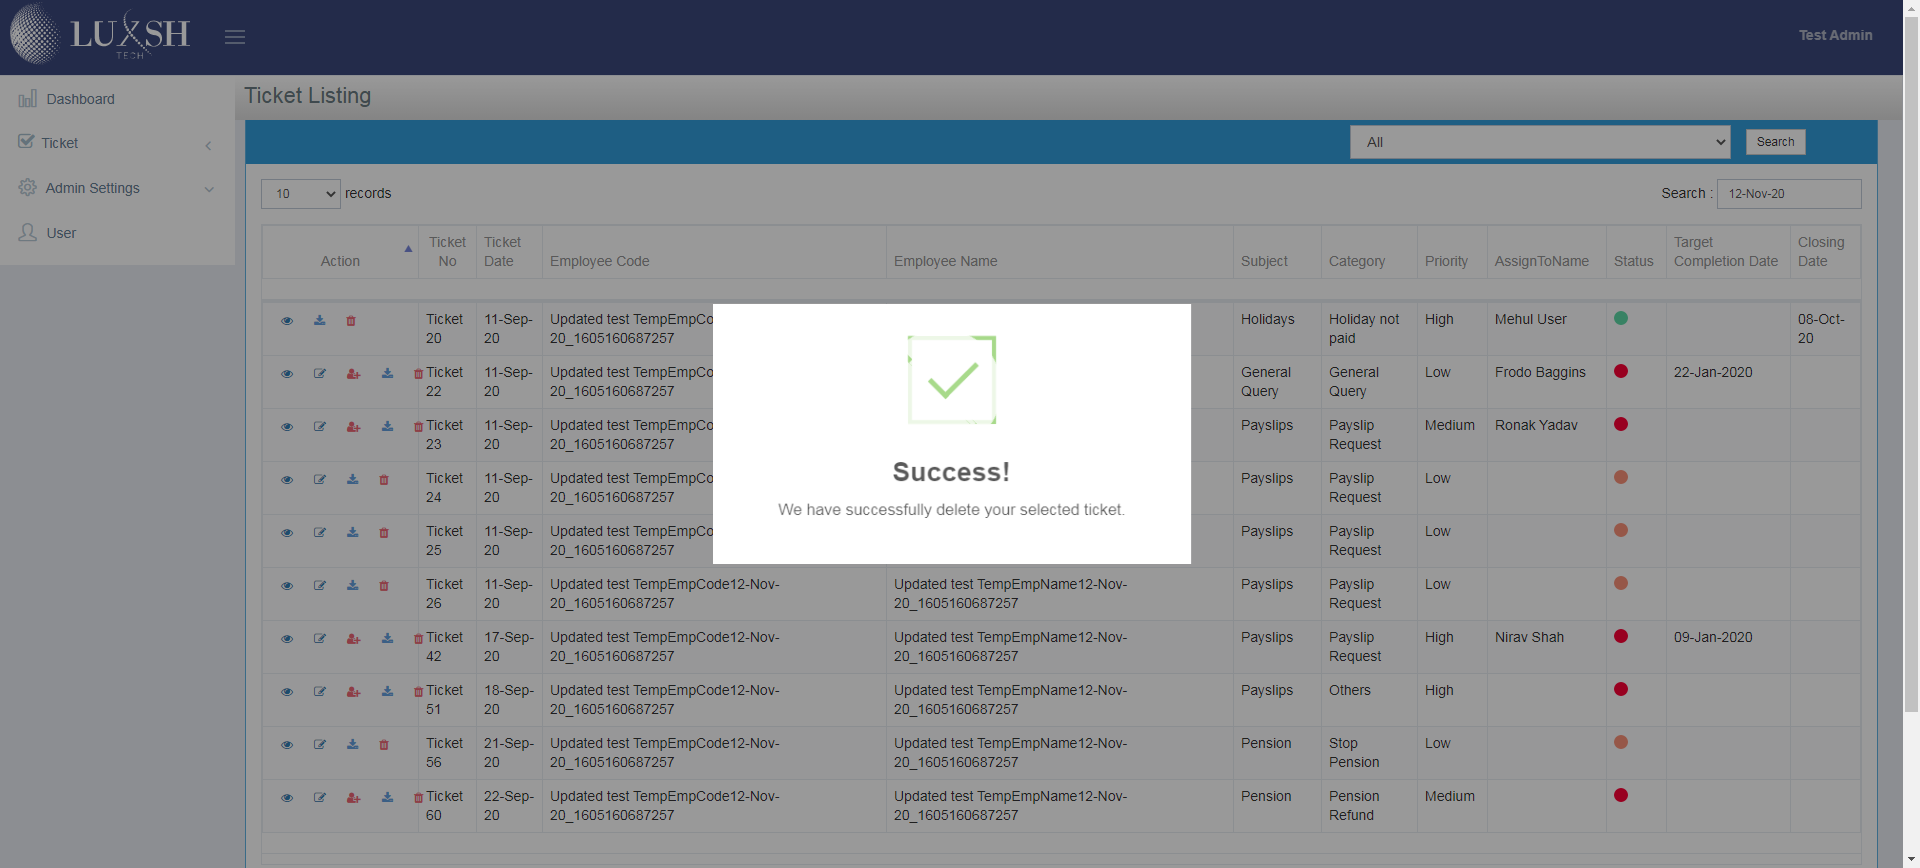 LUXSH
TECH
Test Admin
Dashboard
Ticket
Admin Settings
User
Ticket Listing
All
Search
10 records
Search : 12-Nov-20
Action
Ticket No
Ticket Date
Employee Code
Employee Name
Subject
Category
Priority
AssignToName
Status
Target Completion Date
Closing Date
Ticket 11-Sep- Updated test TempEmpCo Holidays Holiday not High Mehul User 08-Oct-
20 20 20_1605160687257 paid 20
Ticket 11-Sep- Updated test TempEmpCo General General Low Frodo Baggins 22-Jan-2020
22 20 20_1605160687257 Query Query
Ticket 11-Sep- Updated test TempEmpCo Payslips Payslip Medium Ronak Yadav
23 20 20_1605160687257 Request
Ticket 11-Sep- Updated test TempEmpCo Payslips Payslip Low
24 20 20_1605160687257 Request
Ticket 11-Sep- Updated test TempEmpCo Payslips Payslip Low
25 20 20_1605160687257 Request
Ticket 11-Sep- Updated test TempEmpCode12-Nov- Updated test TempEmpName12-Nov- Payslips Payslip Low
26 20 20_1605160687257 20_1605160687257 Request
Ticket 17-Sep- Updated test TempEmpCode12-Nov- Updated test TempEmpName12-Nov- Payslips Payslip High Nirav Shah 09-Jan-2020
42 20 20_1605160687257 20_1605160687257 Request
Ticket 18-Sep- Updated test TempEmpCode12-Nov- Updated test TempEmpName12-Nov- Payslips Others High
51 20 20_1605160687257 20_1605160687257
Ticket 21-Sep- Updated test TempEmpCode12-Nov- Updated test TempEmpName12-Nov- Pension Stop Low
56 20 20_1605160687257 20_1605160687257 Pension
Ticket 22-Sep- Updated test TempEmpCode12-Nov- Updated test TempEmpName12-Nov- Pension Pension Medium
60 20 20_1605160687257 20_1605160687257 Refund
Success!
We have successfully delete your selected ticket.